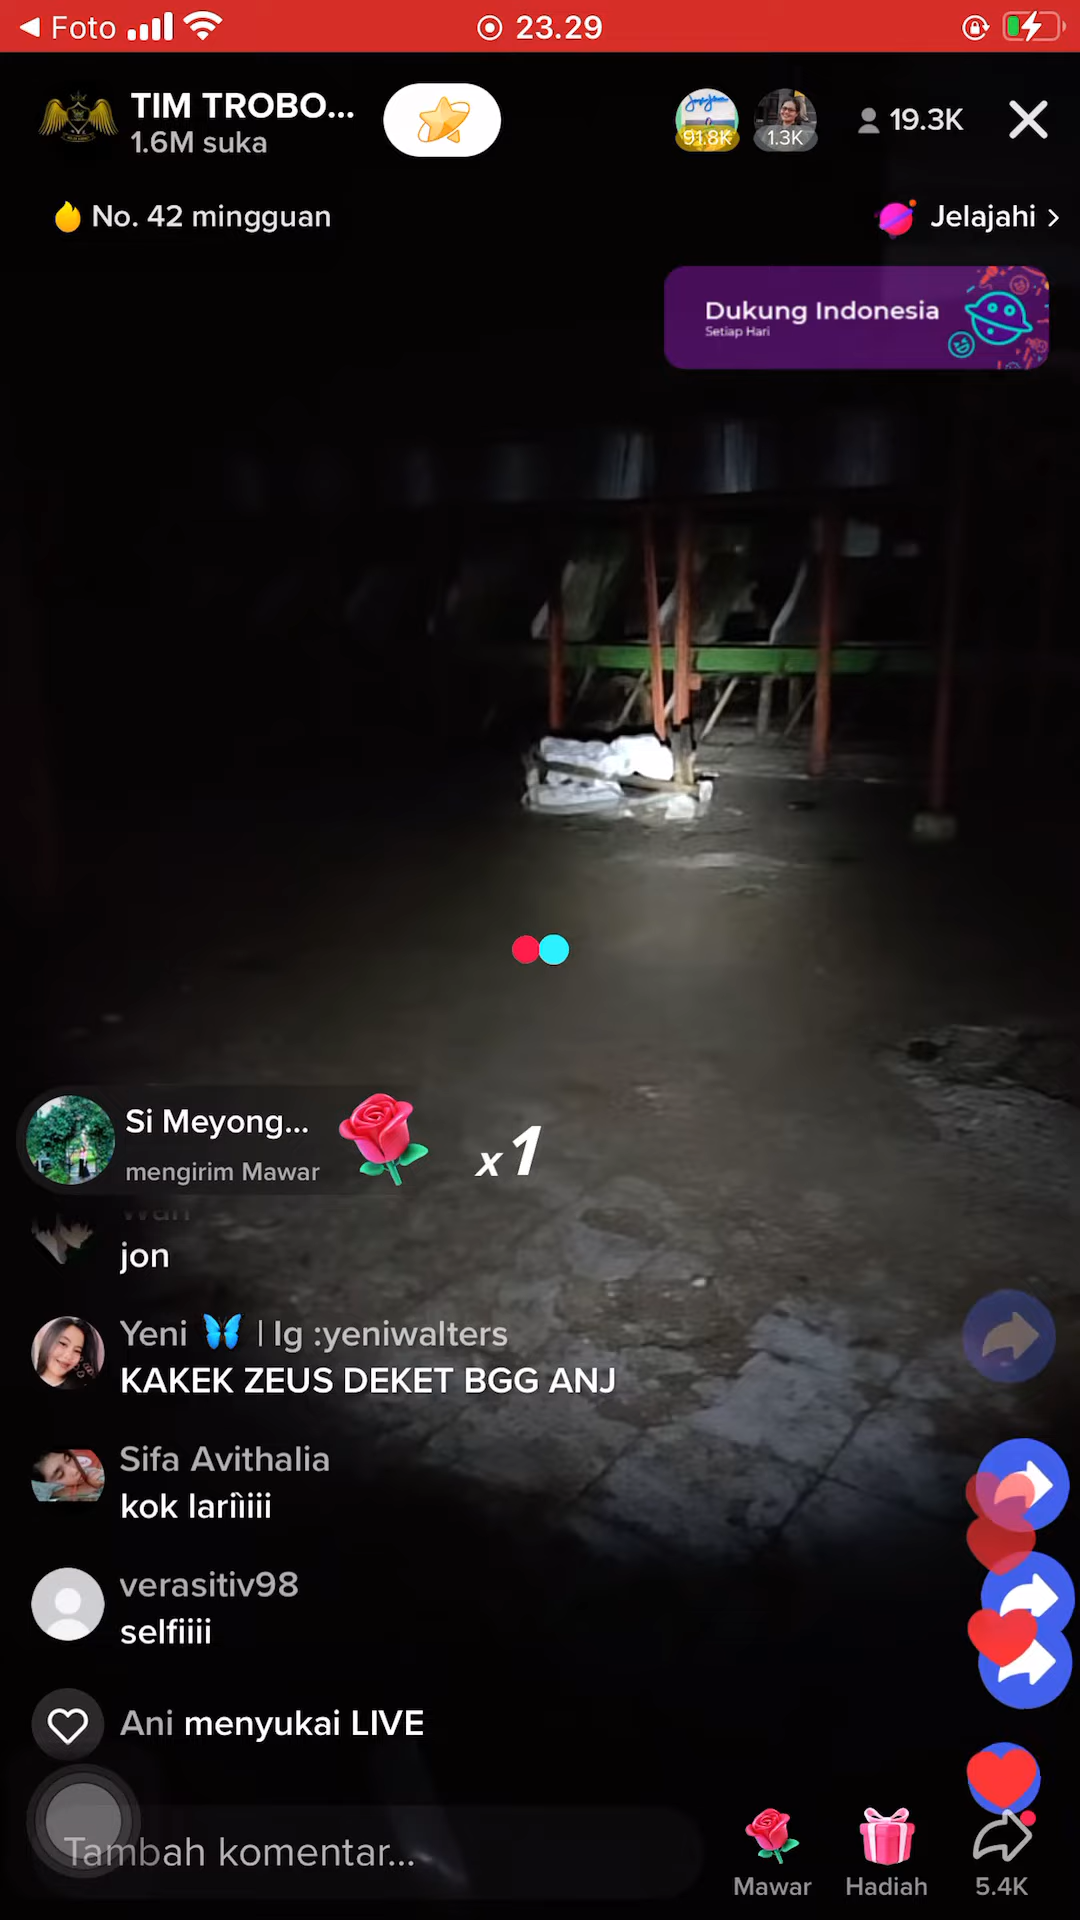 Foto
23.29
TIM TROBO...
1.6M suka
91.8K
1.3K
19.3K
No. 42 mingguan
Jelajahi
Dukung Indonesia
Setiap Hari
Si Meyong...
mengirim Mawar
x1
jon
Yeni 🦋 | Ig :yeniwalters
KAKEK ZEUS DEKET BGG ANJ
Sifa Avithalia
kok lariìiiii
verasitiv98
selfiiii
Ani menyukai LIVE
Tambah komentar...
Mawar
Hadiah
5.4K